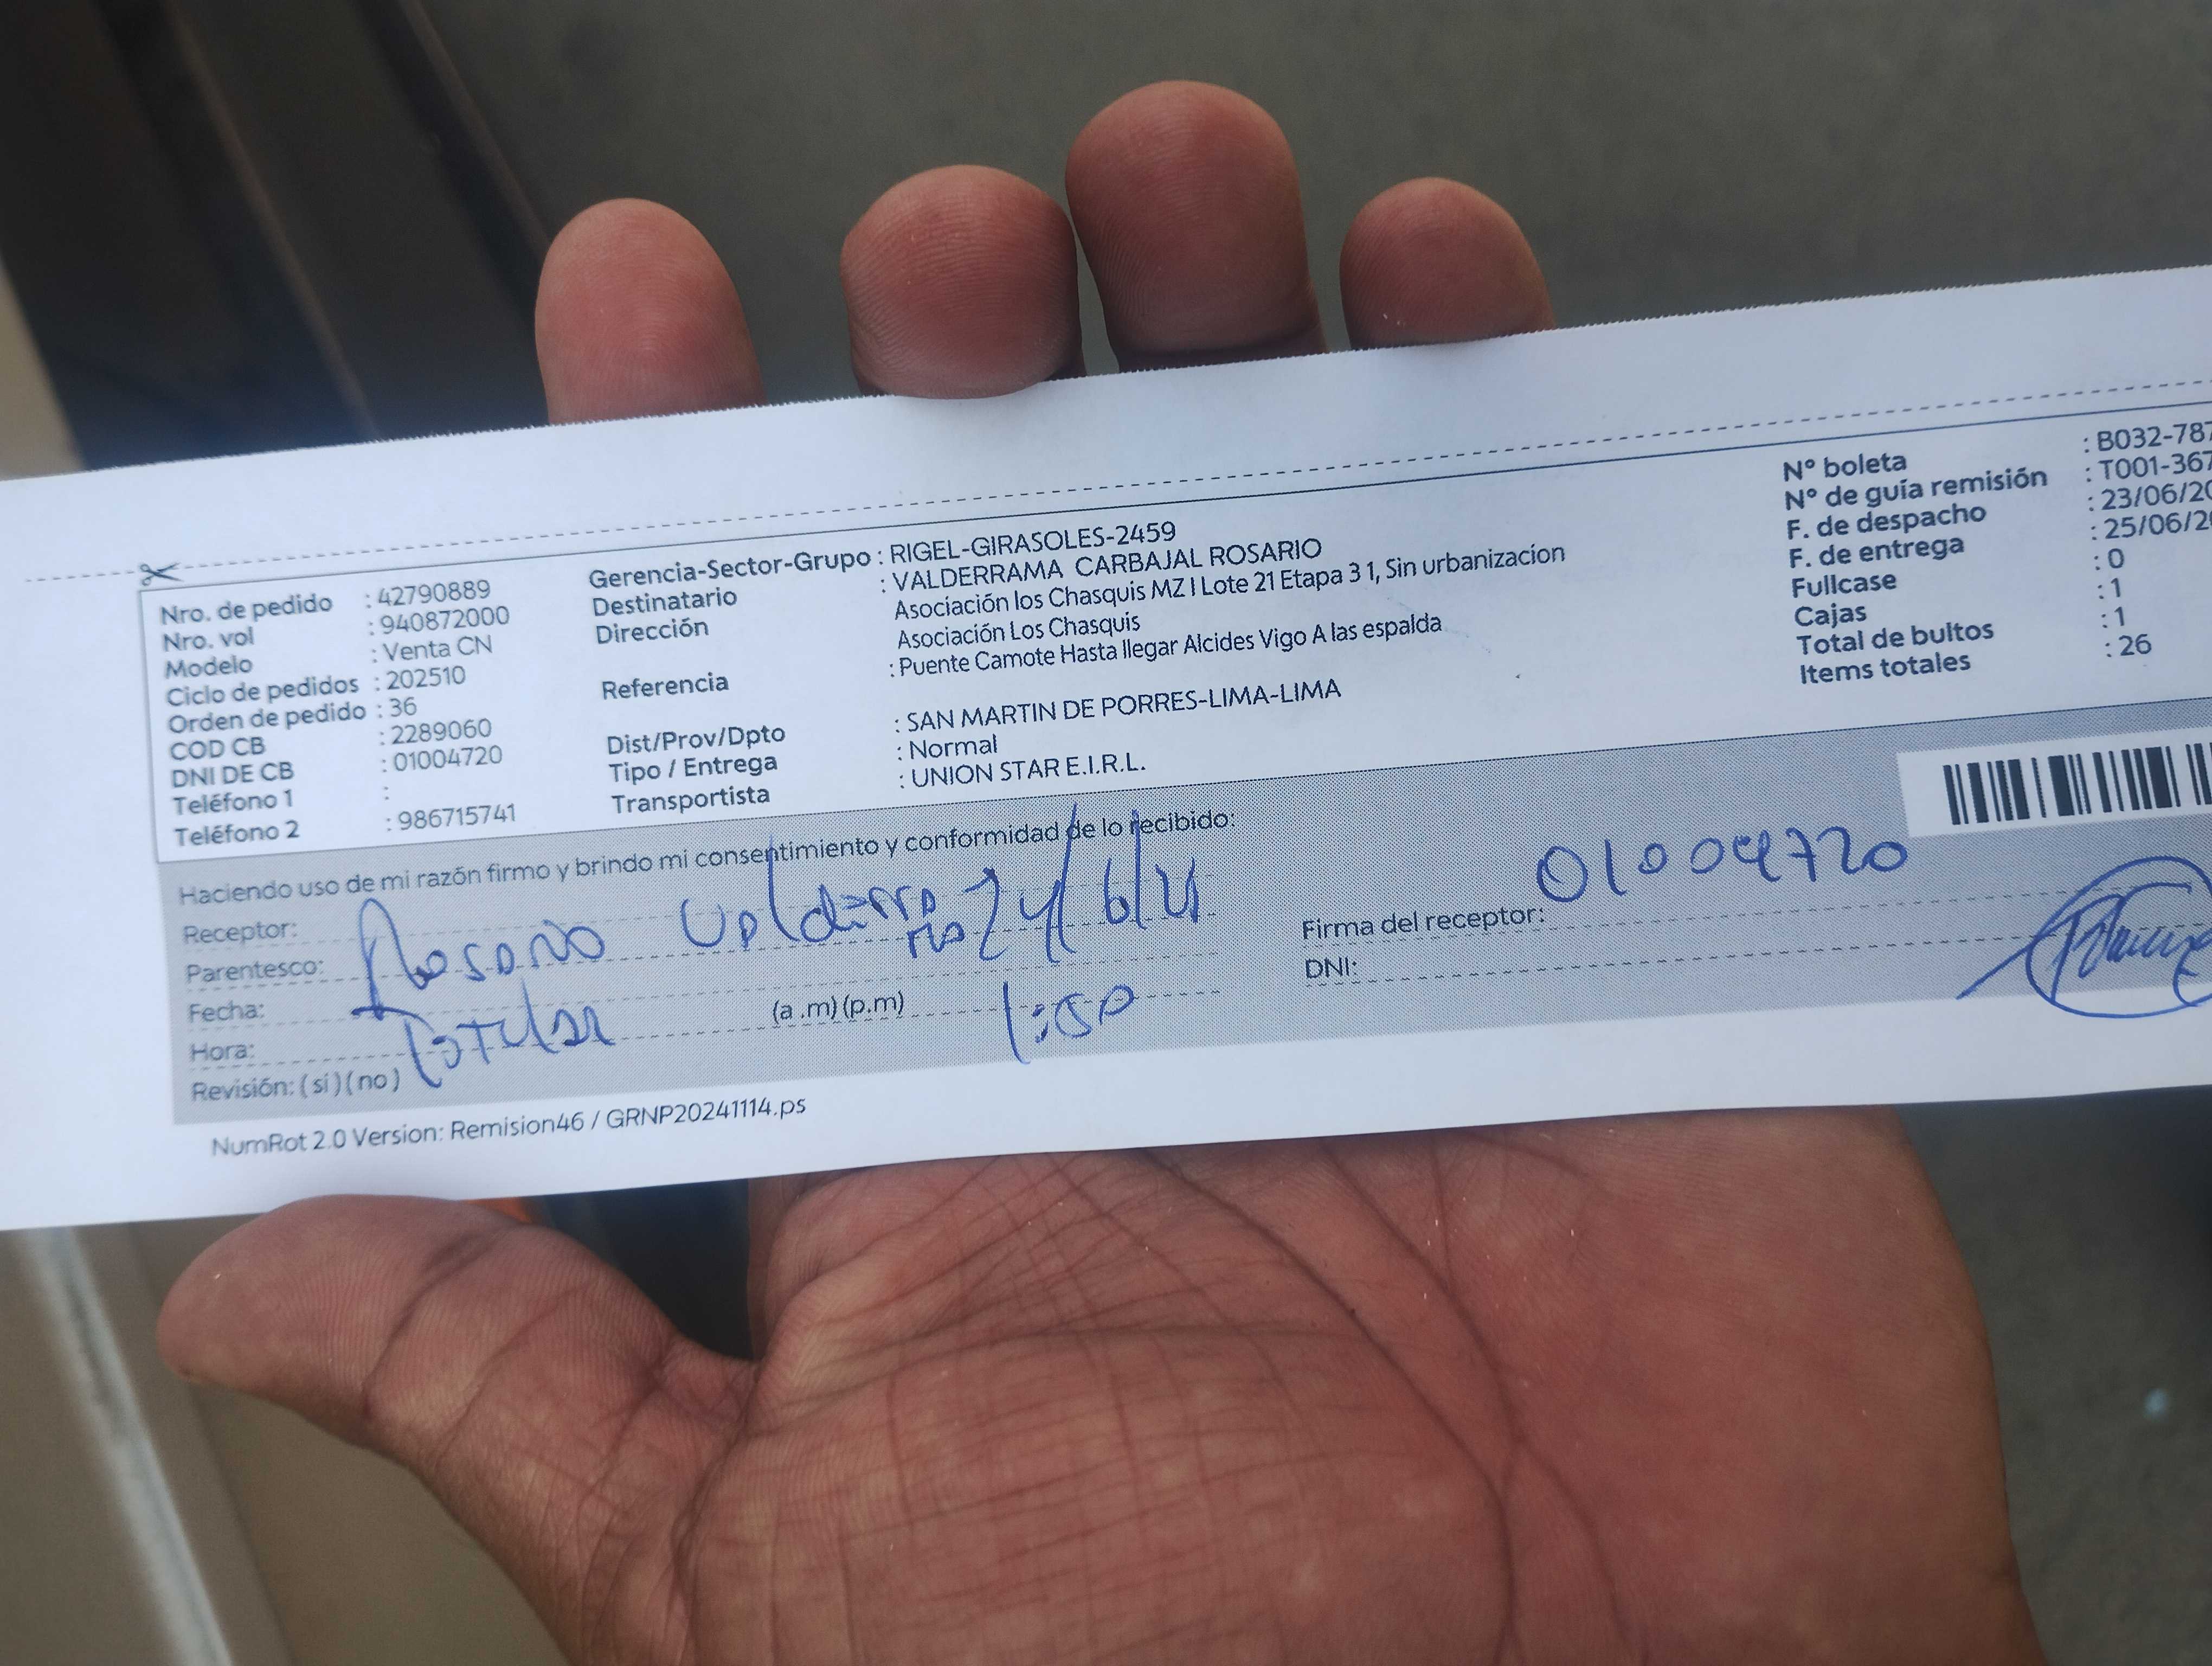 Nro. de pedido : 42790889
Nro. vol : 940872000
Modelo : Venta CN
Ciclo de pedidos : 202510
Orden de pedido : 36
COD CB : 2289060
DNI DE CB : 01004720
Teléfono 1 :
Teléfono 2 : 986715741
Gerencia-Sector-Grupo : RIGEL-GIRASOLES-2459
Destinatario : VALDERRAMA CARBAJAL ROSARIO
Dirección Asociación los Chasquis MZ I Lote 21 Etapa 3 1, Sin urbanizacion
Asociación Los Chasquis
Referencia : Puente Camote Hasta llegar Alcides Vigo A las espalda
Dist/Prov/Dpto : SAN MARTIN DE PORRES-LIMA-LIMA
Tipo / Entrega : Normal
Transportista : UNION STAR E.I.R.L.
N° boleta : B032-787
N° de guía remisión : T001-367
F. de despacho : 23/06/20
F. de entrega : 25/06/2
Fullcase : 0
Cajas : 1
Total de bultos : 1
Items totales : 26
Haciendo uso de mi razón firmo y brindo mi consentimiento y conformidad de lo recibido:
Receptor: Rosario Valderrama
Parentesco: Titular
Fecha:
Hora: (a .m) (p.m) 1:50
Revisión: (si) (no)
Firma del receptor: 01004720
DNI:
NumRot 2.0 Version: Remision46 / GRNP20241114.ps